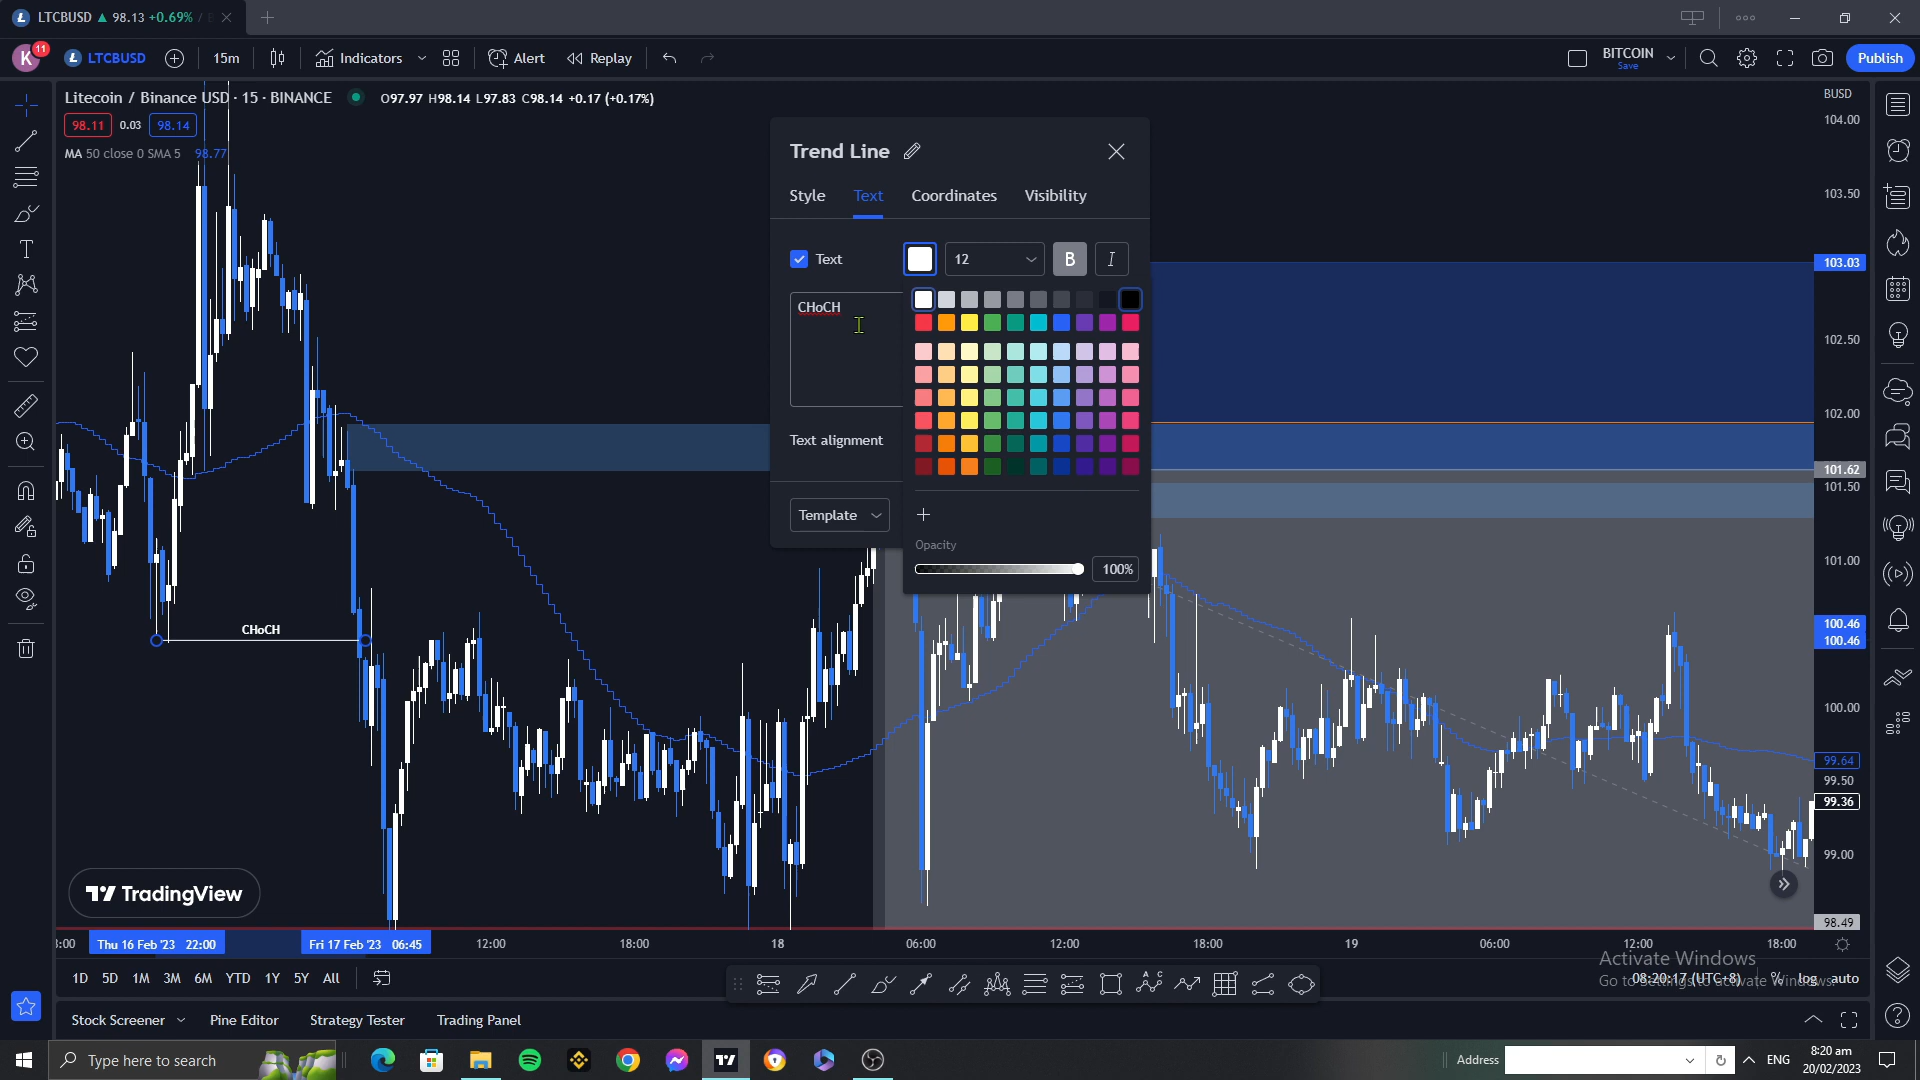 LTCBUSD ▲ 98.13 +0.69% /
K 11 LTCBUSD 15m Indicators Alert Replay BITCOIN Save Publish
Litecoin / Binance USD · 15 · BINANCE O97.97 H98.14 L97.83 C98.14 +0.17 (+0.17%)
98.11 0.03 98.14
MA 50 close 0 SMA 5 98.77
BUSD
104.00
103.50
103.03
102.50
102.00
101.62
101.50
101.00
100.46
100.46
100.00
99.64
99.50
99.36
99.00
98.49
Trend Line
Style Text Coordinates Visibility
Text 12 B I
CHoCH
Text alignment
Template
Opacity
100%
CHoCH
TradingView
:00 Thu 16 Feb '23 22:00 Fri 17 Feb '23 06:45 12:00 18:00 18 06:00 12:00 18:00 19 06:00 12:00 18:00
1D 5D 1M 3M 6M YTD 1Y 5Y All
08:20:17 (UTC+8) % log auto
Activate Windows
Go to Settings to activate Windows.
Stock Screener Pine Editor Strategy Tester Trading Panel
Type here to search
Address
ENG
8:20 am
20/02/2023